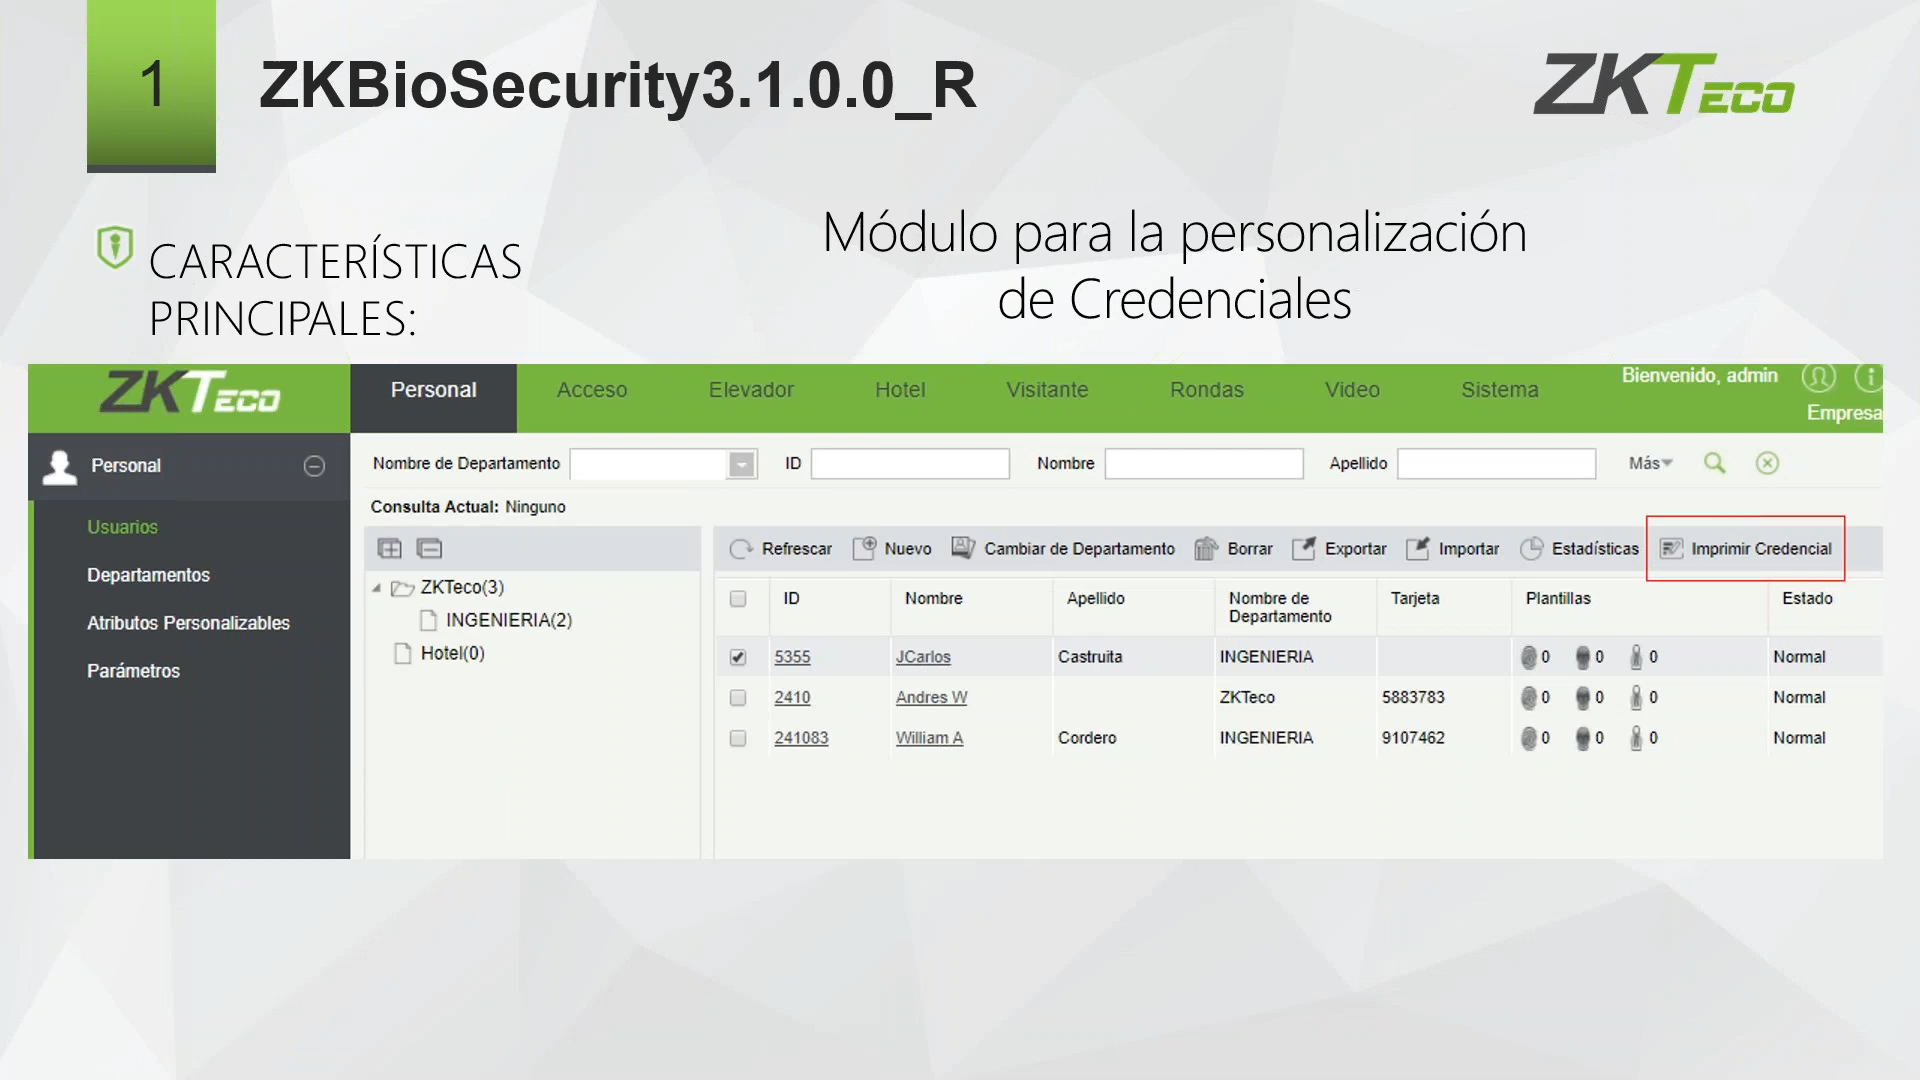 1
ZKBioSecurity3.1.0.0_R
ZKTECO
CARACTERÍSTICAS
PRINCIPALES:
Módulo para la personalización
de Credenciales
ZKTECO
Personal
Acceso
Elevador
Hotel
Visitante
Rondas
Video
Sistema
Bienvenido, admin
Empresa
Personal
Usuarios
Departamentos
Atributos Personalizables
Parámetros
Nombre de Departamento
ID
Nombre
Apellido
Más
Consulta Actual: Ninguno
Refrescar
Nuevo
Cambiar de Departamento
Borrar
Exportar
Importar
Estadísticas
Imprimir Credencial
ZKTeco(3)
INGENIERIA(2)
Hotel(0)
ID Nombre Apellido Nombre de Departamento Tarjeta Plantillas Estado
5355 JCarlos Castruita INGENIERIA 0 0 0 Normal
2410 Andres W ZKTeco 5883783 0 0 0 Normal
241083 William A Cordero INGENIERIA 9107462 0 0 0 Normal